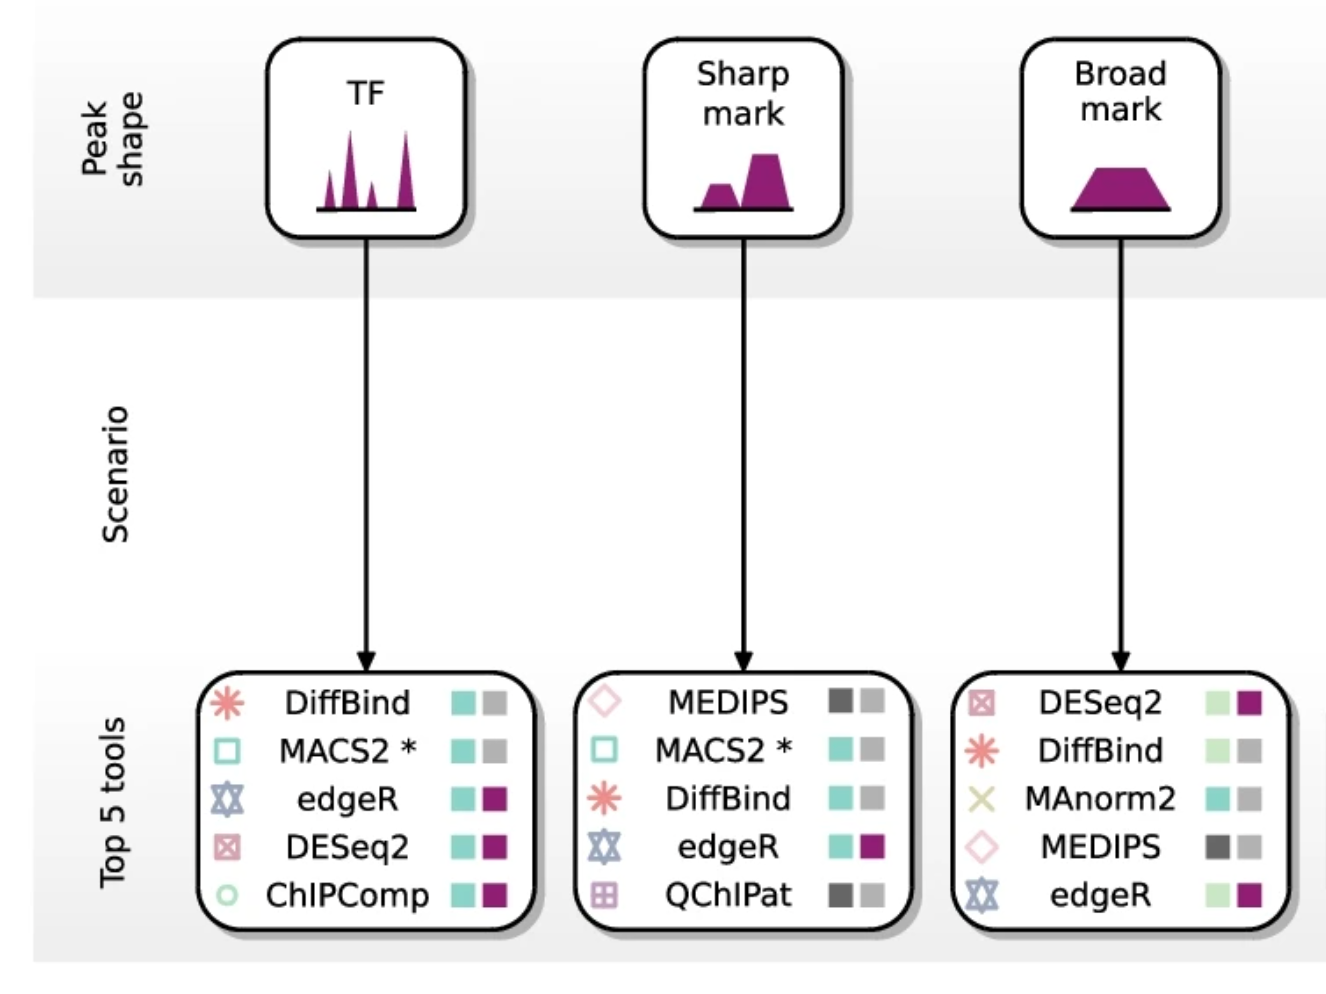 Peak
shape
TF
Sharp
mark
Broad
mark
Scenario
Top 5 tools
DiffBind
MACS2 *
edgeR
DESeq2
ChIPComp
MEDIPS
MACS2 *
DiffBind
edgeR
QChIPat
DESeq2
DiffBind
MAnorm2
MEDIPS
edgeR